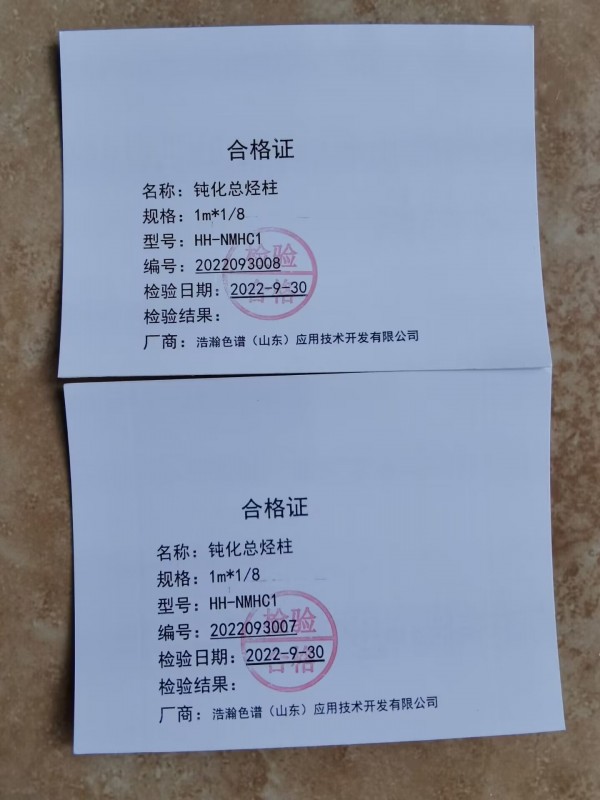 合格证
名称：钝化总烃柱
规格：1m*1/8
型号：HH-NMHC1
编号：2022093008
检验日期：2022-9-30
检验结果：
厂商：浩瀚色谱（山东）应用技术开发有限公司
检验
合格
合格证
名称：钝化总烃柱
规格：1m*1/8
型号：HH-NMHC1
编号：2022093007
检验日期：2022-9-30
检验结果：
厂商：浩瀚色谱（山东）应用技术开发有限公司
检验
合格